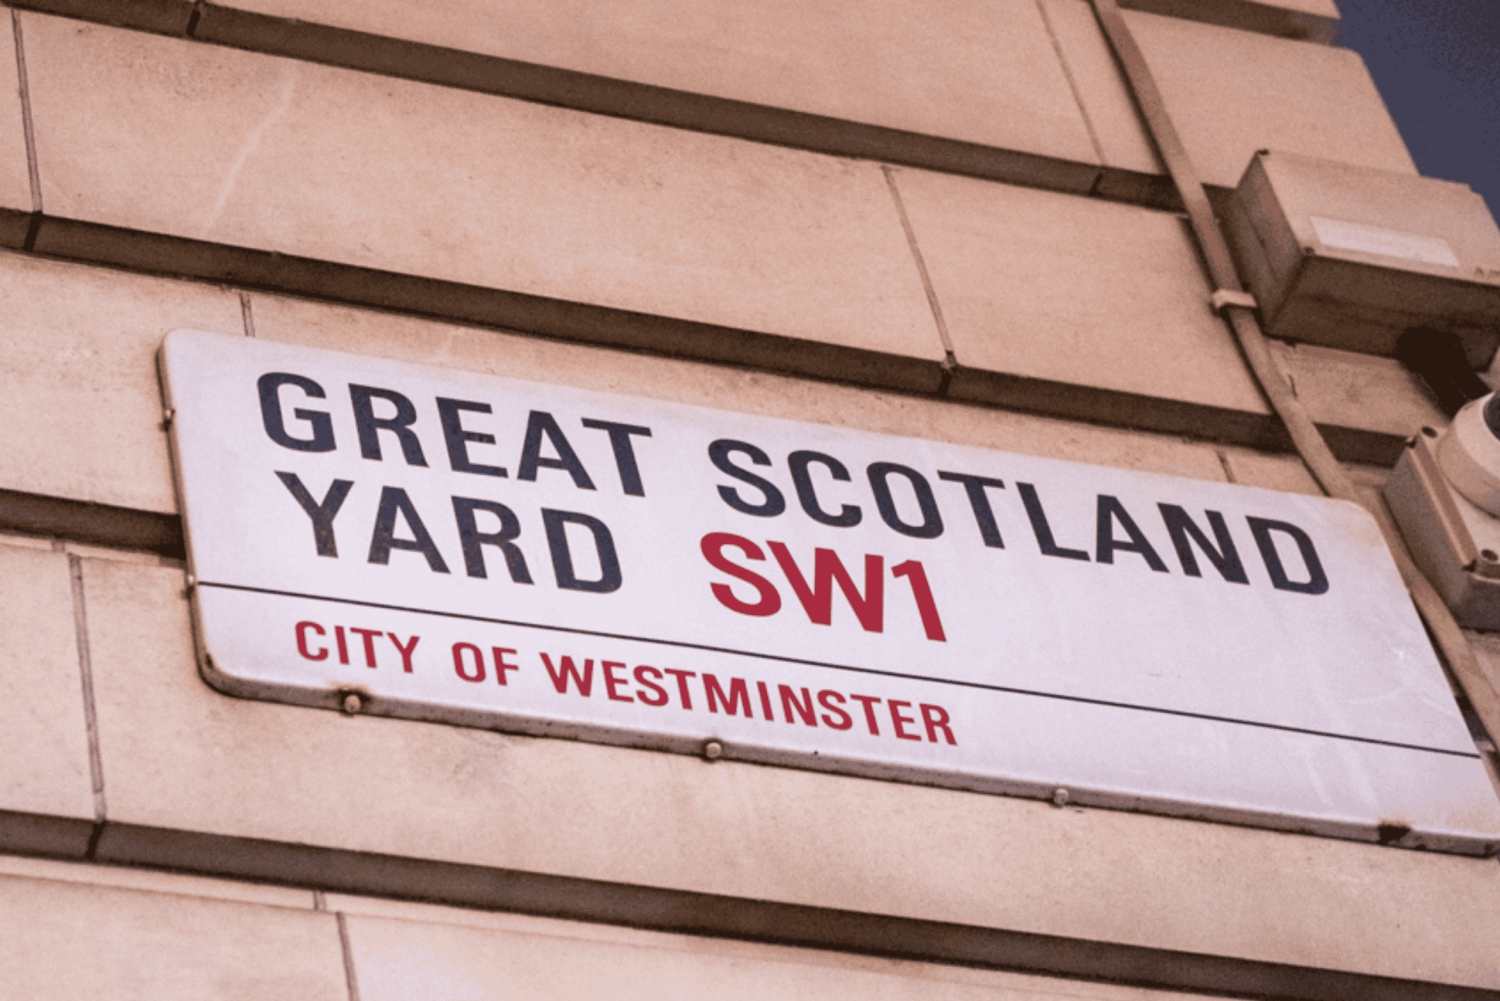 GREAT SCOTLAND
YARD SW1
CITY OF WESTMINSTER